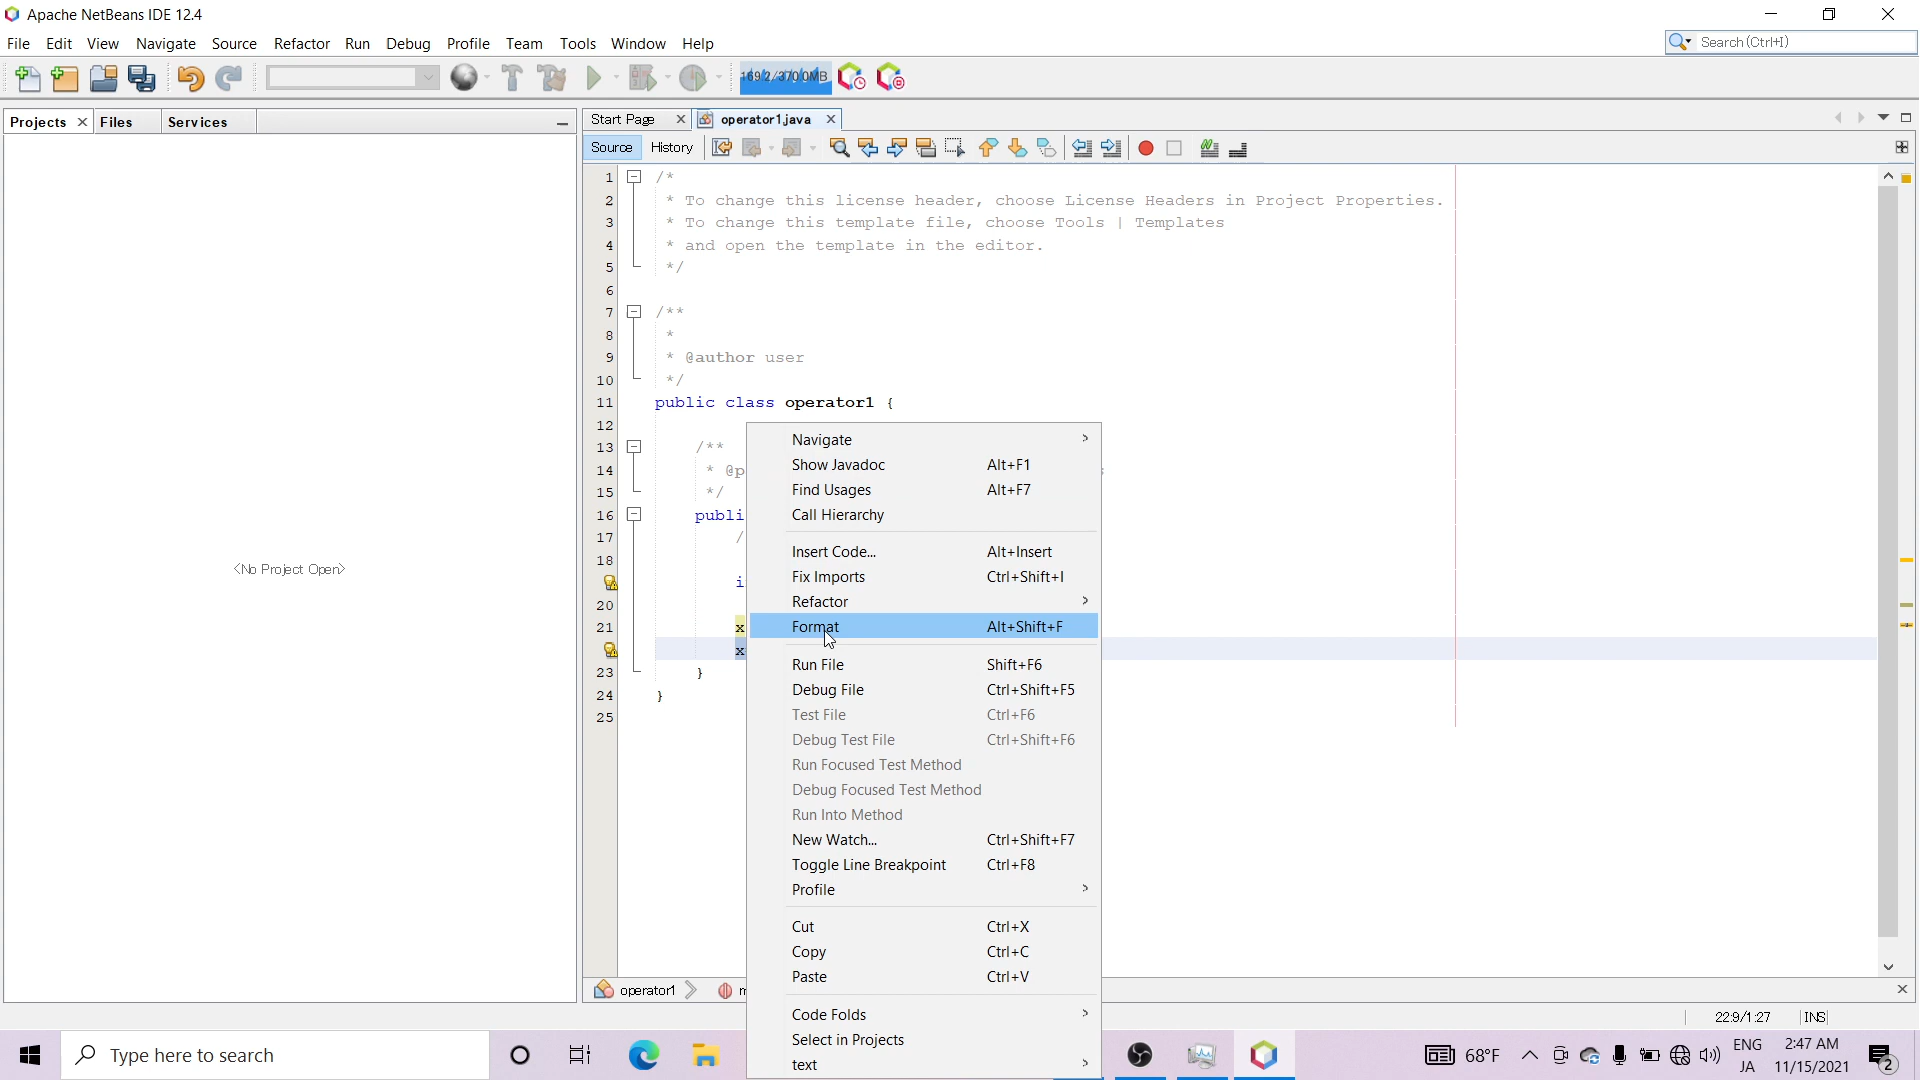 Apache NetBeans IDE 12.4
File Edit View Navigate Source Refactor Run Debug Profile Team Tools Window Help
Search (Ctrl+I)
169.2/370.0MB
Projects Files Services
Start Page operator1.java
Source History
1 /*
2 * To change this license header, choose License Headers in Project Properties.
3 * To change this template file, choose Tools | Templates
4 * and open the template in the editor.
5 */
6
7 /**
8 *
9 * @author user
10 */
11 public class operator1 {
12
13 /**
14 * @p
15 */
16 publi
17 /
18
i
20
21 x
x
23 }
24 }
25
<No Project Open>
Navigate
Show Javadoc Alt+F1
Find Usages Alt+F7
Call Hierarchy
Insert Code... Alt+Insert
Fix Imports Ctrl+Shift+I
Refactor
Format Alt+Shift+F
Run File Shift+F6
Debug File Ctrl+Shift+F5
Test File Ctrl+F6
Debug Test File Ctrl+Shift+F6
Run Focused Test Method
Debug Focused Test Method
Run Into Method
New Watch... Ctrl+Shift+F7
Toggle Line Breakpoint Ctrl+F8
Profile
Cut Ctrl+X
Copy Ctrl+C
Paste Ctrl+V
Code Folds
Select in Projects
text
operator1
22:9/1:27 INS
Type here to search
68°F
ENG
JA
2:47 AM
11/15/2021
2